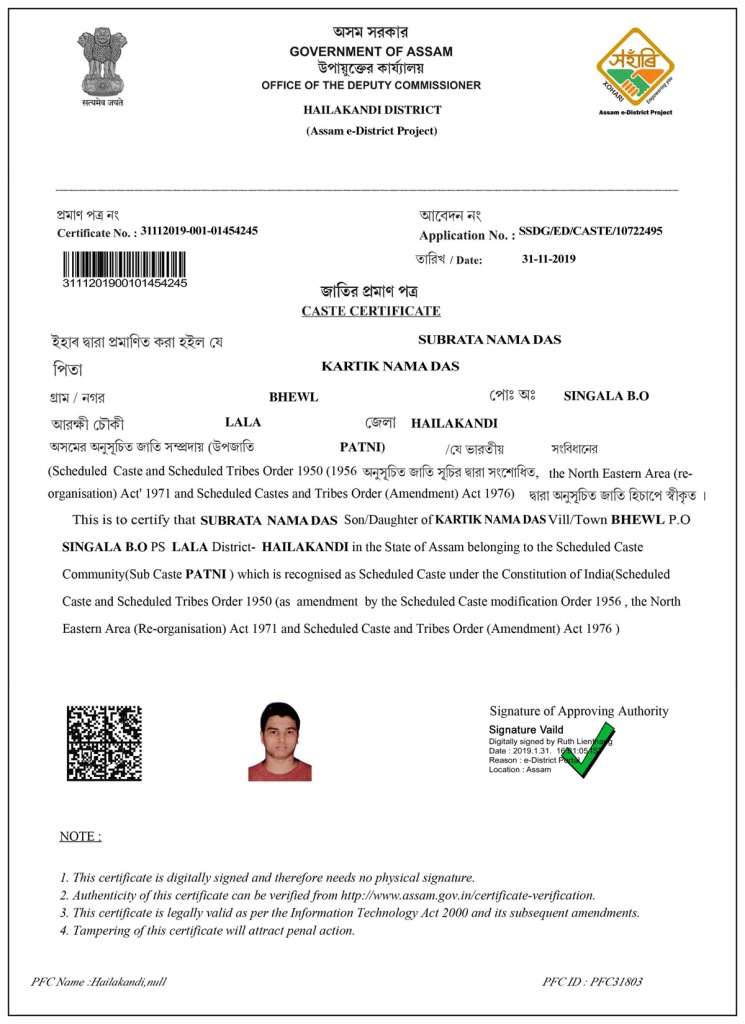 অসম সরকার
GOVERNMENT OF ASSAM
উপায়ুক্তের কার্য্যালয়
OFFICE OF THE DEPUTY COMMISSIONER
HAILAKANDI DISTRICT
(Assam e-District Project)
सत्यमेव जयते
সহাঁৰি
XOHARI
Empowering you
Assam e-District Project
প্রমাণ পত্র নং
Certificate No. : 31112019-001-01454245
আবেদন নং
Application No. : SSDG/ED/CASTE/10722495
তারিখ / Date: 31-11-2019
3111201900101454245
জাতির প্রমাণ পত্র
CASTE CERTIFICATE
ইহাৰ দ্বারা প্রমাণিত করা হইল যে SUBRATA NAMA DAS
পিতা KARTIK NAMA DAS
গ্রাম / নগর BHEWL পোঃ অঃ SINGALA B.O
আরক্ষী চৌকী LALA জেলা HAILAKANDI
অসমের অনুসূচিত জাতি সম্প্রদায় (উপজাতি PATNI) /যে ভারতীয় সংবিধানের
(Scheduled Caste and Scheduled Tribes Order 1950 (1956 অনুসূচিত জাতি সূচির দ্বারা সংশোধিত, the North Eastern Area (re-
organisation) Act' 1971 and Scheduled Castes and Tribes Order (Amendment) Act 1976) দ্বারা অনুসূচিত জাতি হিচাপে স্বীকৃত ।
This is to certify that SUBRATA NAMA DAS Son/Daughter of KARTIK NAMA DAS Vill/Town BHEWL P.O
SINGALA B.O PS LALA District- HAILAKANDI in the State of Assam belonging to the Scheduled Caste
Community(Sub Caste PATNI ) which is recognised as Scheduled Caste under the Constitution of India(Scheduled
Caste and Scheduled Tribes Order 1950 (as amendment by the Scheduled Caste modification Order 1956 , the North
Eastern Area (Re-organisation) Act 1971 and Scheduled Caste and Tribes Order (Amendment) Act 1976 )
Signature of Approving Authority
Signature Vaild
Digitally signed by Ruth
Date : 2019.1.31.
Reason : e-District
Location : Assam
NOTE :
1. This certificate is digitally signed and therefore needs no physical signature.
2. Authenticity of this certificate can be verified from http://www.assam.gov.in/certificate-verification.
3. This certificate is legally valid as per the Information Technology Act 2000 and its subsequent amendments.
4. Tampering of this certificate will attract penal action.
PFC Name :Hailakandi,null
PFC ID : PFC31803